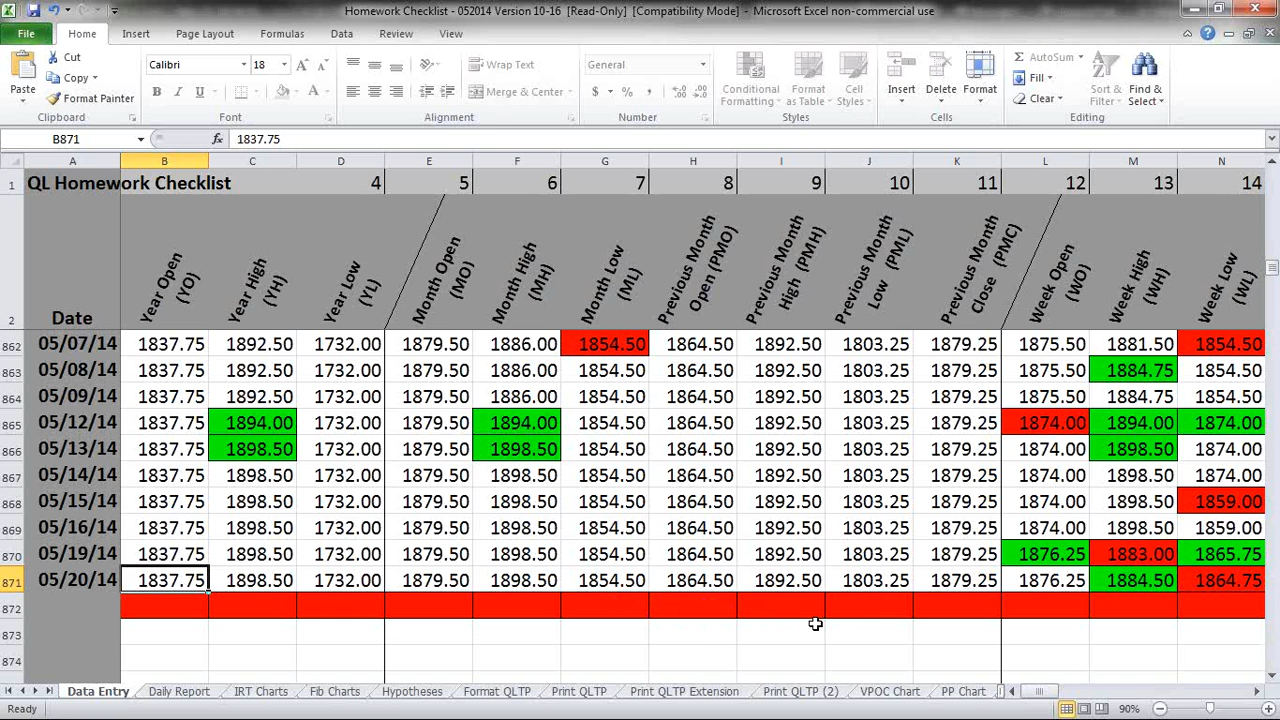 Homework Checklist - 052014 Version 10-16 [Read-Only] [Compatibility Mode] - Microsoft Excel non-commercial use
File Home Insert Page Layout Formulas Data Review View
Cut
Copy
Format Painter
Paste
Clipboard
Calibri 18
B I U
Font
Wrap Text
Merge & Center
Alignment
General
$ % ,
Number
Conditional Formatting
Format as Table
Cell Styles
Styles
Insert Delete Format
Cells
AutoSum
Fill
Clear
Sort & Filter
Find & Select
Editing
B871 fx 1837.75
A B C D E F G H I J K L M N
1 QL Homework Checklist 4 5 6 7 8 9 10 11 12 13 14
2 Date
Year Open (YO)
Year High (YH)
Year Low (YL)
Month Open (MO)
Month High (MH)
Month Low (ML)
Previous Month Open (PMO)
Previous Month High (PMH)
Previous Month Low (PML)
Previous Month Close (PMC)
Week Open (WO)
Week High (WH)
Week Low (WL)
862 05/07/14 1837.75 1892.50 1732.00 1879.50 1886.00 1854.50 1864.50 1892.50 1803.25 1879.25 1875.50 1881.50 1854.50
863 05/08/14 1837.75 1892.50 1732.00 1879.50 1886.00 1854.50 1864.50 1892.50 1803.25 1879.25 1875.50 1884.75 1854.50
864 05/09/14 1837.75 1892.50 1732.00 1879.50 1886.00 1854.50 1864.50 1892.50 1803.25 1879.25 1875.50 1884.75 1854.50
865 05/12/14 1837.75 1894.00 1732.00 1879.50 1894.00 1854.50 1864.50 1892.50 1803.25 1879.25 1874.00 1894.00 1874.00
866 05/13/14 1837.75 1898.50 1732.00 1879.50 1898.50 1854.50 1864.50 1892.50 1803.25 1879.25 1874.00 1898.50 1874.00
867 05/14/14 1837.75 1898.50 1732.00 1879.50 1898.50 1854.50 1864.50 1892.50 1803.25 1879.25 1874.00 1898.50 1874.00
868 05/15/14 1837.75 1898.50 1732.00 1879.50 1898.50 1854.50 1864.50 1892.50 1803.25 1879.25 1874.00 1898.50 1859.00
869 05/16/14 1837.75 1898.50 1732.00 1879.50 1898.50 1854.50 1864.50 1892.50 1803.25 1879.25 1874.00 1898.50 1859.00
870 05/19/14 1837.75 1898.50 1732.00 1879.50 1898.50 1854.50 1864.50 1892.50 1803.25 1879.25 1876.25 1883.00 1865.75
871 05/20/14 1837.75 1898.50 1732.00 1879.50 1898.50 1854.50 1864.50 1892.50 1803.25 1879.25 1876.25 1884.50 1864.75
872
873
874
Data Entry Daily Report IRT Charts Fib Charts Hypotheses Format QLTP Print QLTP Print QLTP Extension Print QLTP (2) VPOC Chart PP Chart
Ready 90%